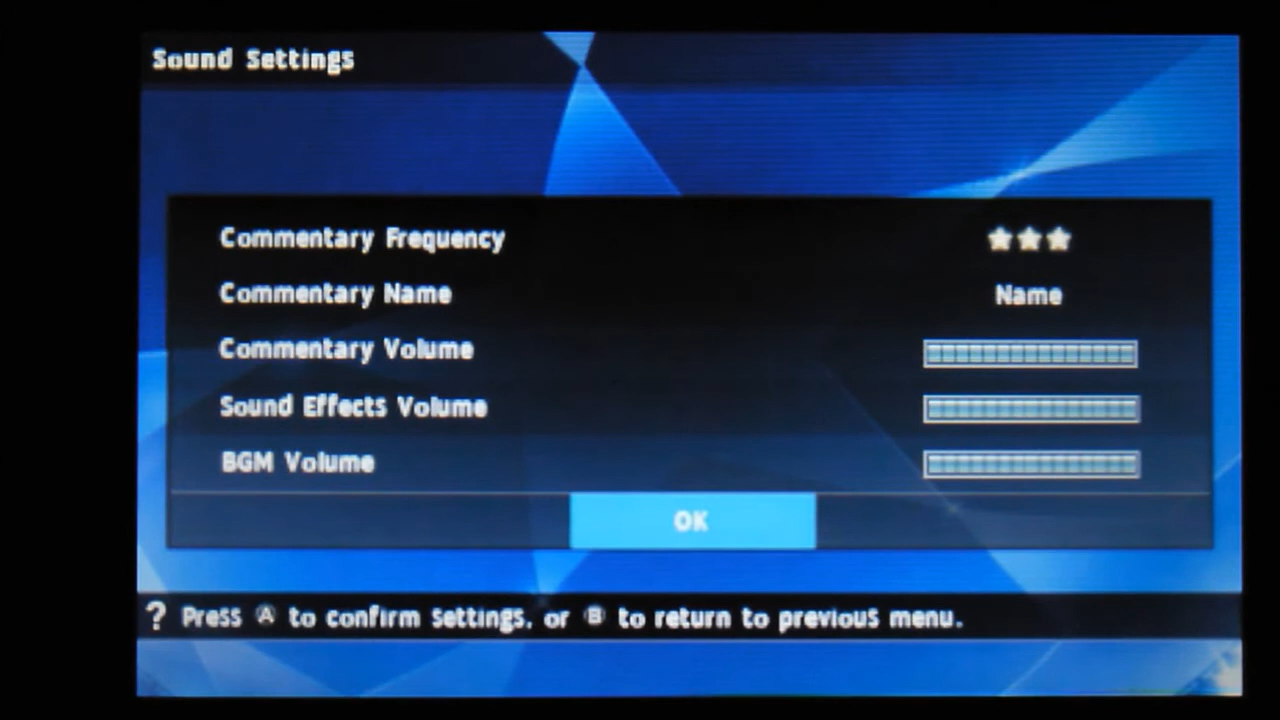 Sound Settings
Commentary Frequency ★★★
Commentary Name Name
Commentary Volume
Sound Effects Volume
BGM Volume
OK
? Press Ⓐ to confirm settings, or Ⓑ to return to previous menu.